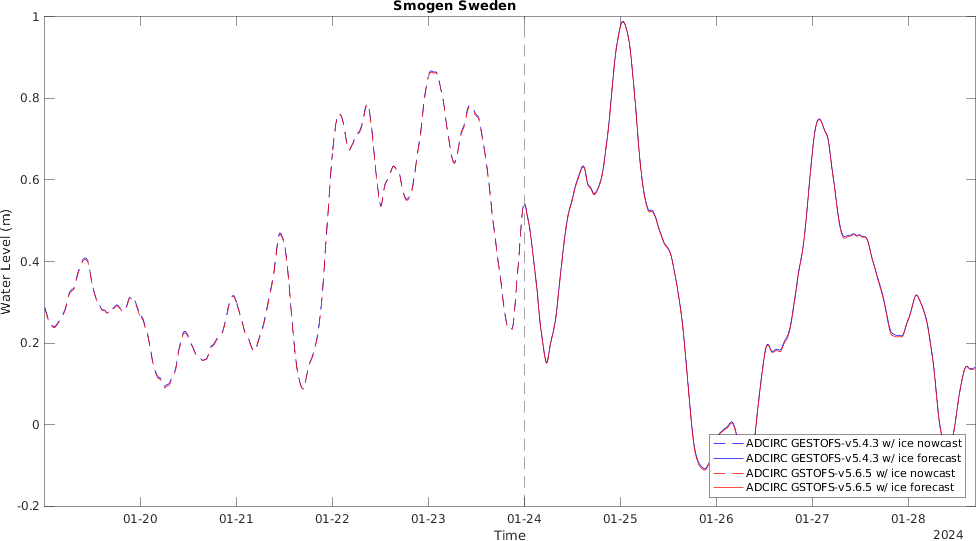 Smogen Sweden
1
0.8
0.6
0.4
0.2
0
-0.2
Water Level (m)
ADCIRC GESTOFS-v5.4.3 w/ ice nowcast
ADCIRC GESTOFS-v5.4.3 w/ ice forecast
ADCIRC GSTOFS-v5.6.5 w/ ice nowcast
ADCIRC GSTOFS-v5.6.5 w/ ice forecast
01-20 01-21 01-22 01-23 01-24 01-25 01-26 01-27 01-28
Time
2024